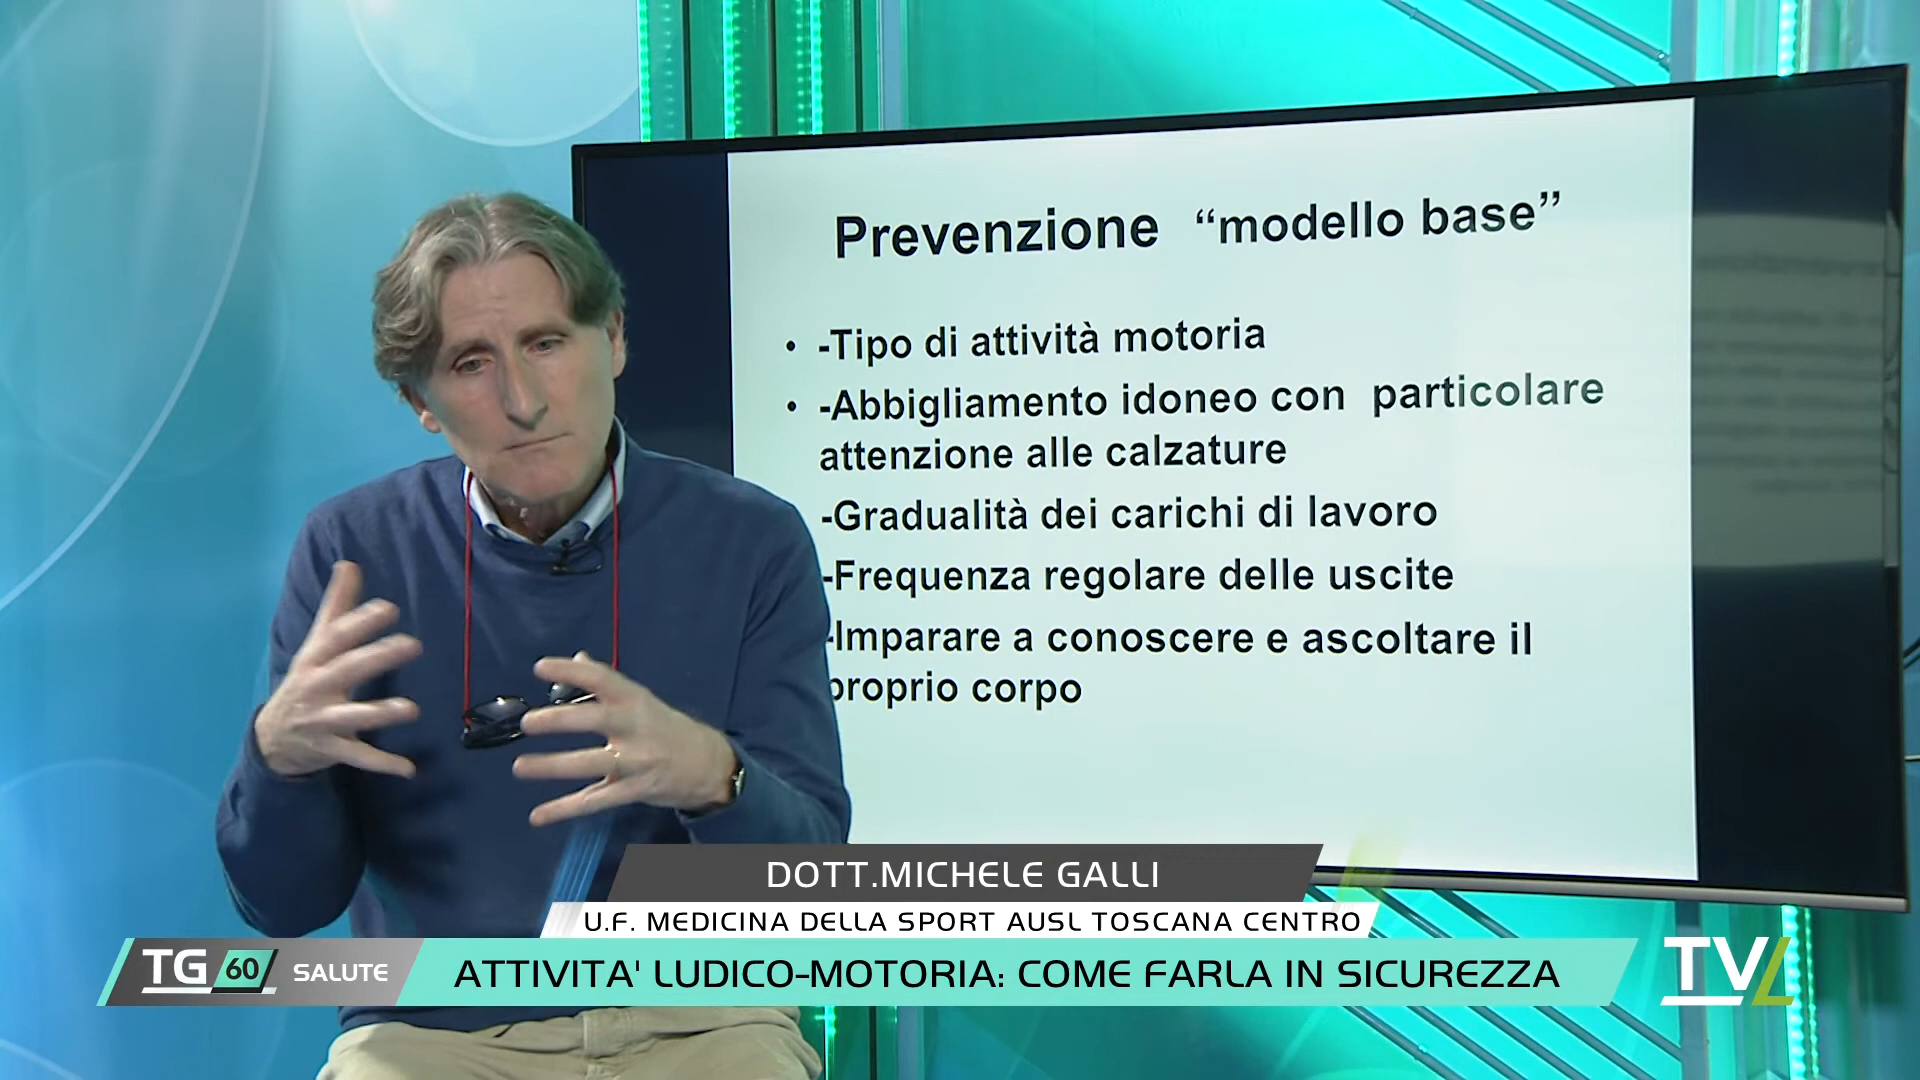 Prevenzione “modello base”
• -Tipo di attività motoria
• -Abbigliamento idoneo con particolare
attenzione alle calzature
-Gradualità dei carichi di lavoro
-Frequenza regolare delle uscite
-Imparare a conoscere e ascoltare il
proprio corpo
DOTT.MICHELE GALLI
U.F. MEDICINA DELLA SPORT AUSL TOSCANA CENTRO
TG 60 SALUTE
ATTIVITA' LUDICO-MOTORIA: COME FARLA IN SICUREZZA
TVL